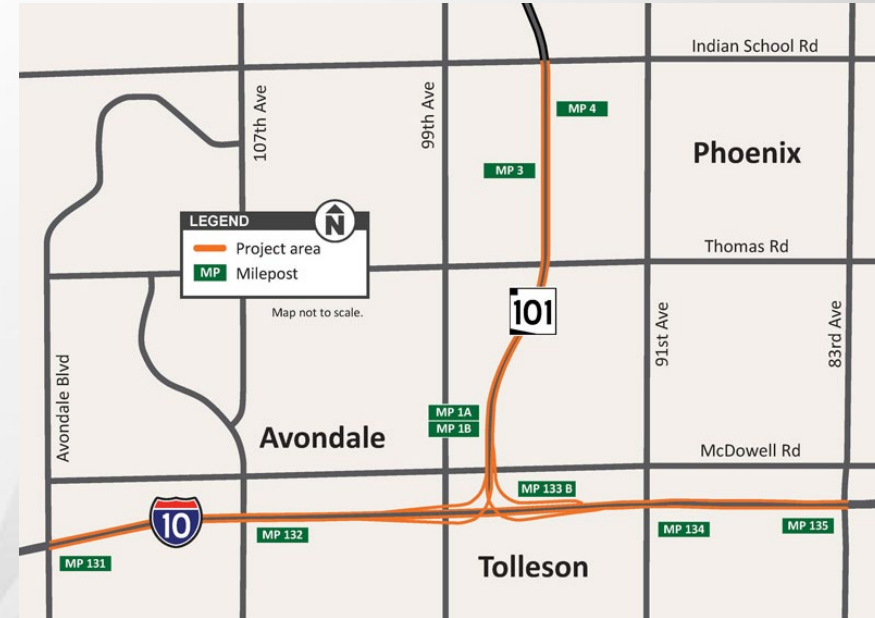 Indian School Rd
107th Ave
99th Ave
MP 4
Phoenix
MP 3
LEGEND
N
Project area
MP Milepost
Map not to scale.
Thomas Rd
101
91st Ave
83rd Ave
Avondale Blvd
MP 1A
MP 1B
Avondale
McDowell Rd
MP 133 B
10
MP 132
MP 134
MP 135
MP 131
Tolleson